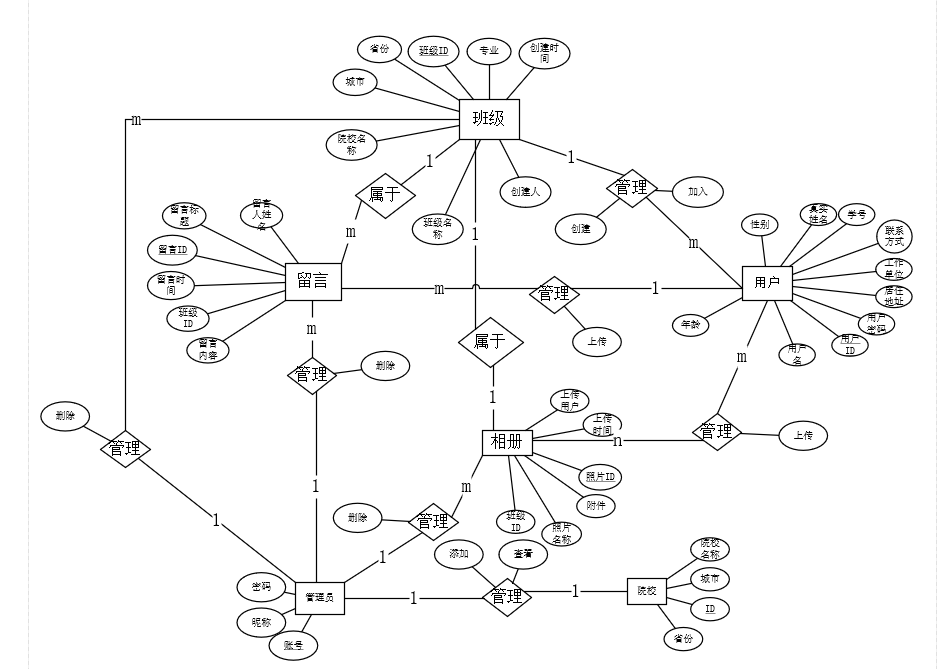 省份
班级ID
专业
创建时
间
城市
班级
m
院校名
称
1
1
属于
管理
加入
创建人
留言标
题
留言
人姓
名
班级名
称
创建
性别
真实
姓名
学号
m
1
m
联系
方式
留言ID
工作
单位
留言
用户
留言时
间
m
管理
1
居住
地址
班级
ID
m
年龄
用户
密码
留言
内容
属于
上传
用户
名
用户
ID
管理
删除
m
1
上传
用户
删除
上传
时间
管理
相册
n
管理
上传
1
m
照片ID
附件
1
删除
管理
班级
ID
照片
名称
1
添加
查看
院校
名称
密码
城市
管理员
1
管理
1
院校
ID
昵称
账号
省份